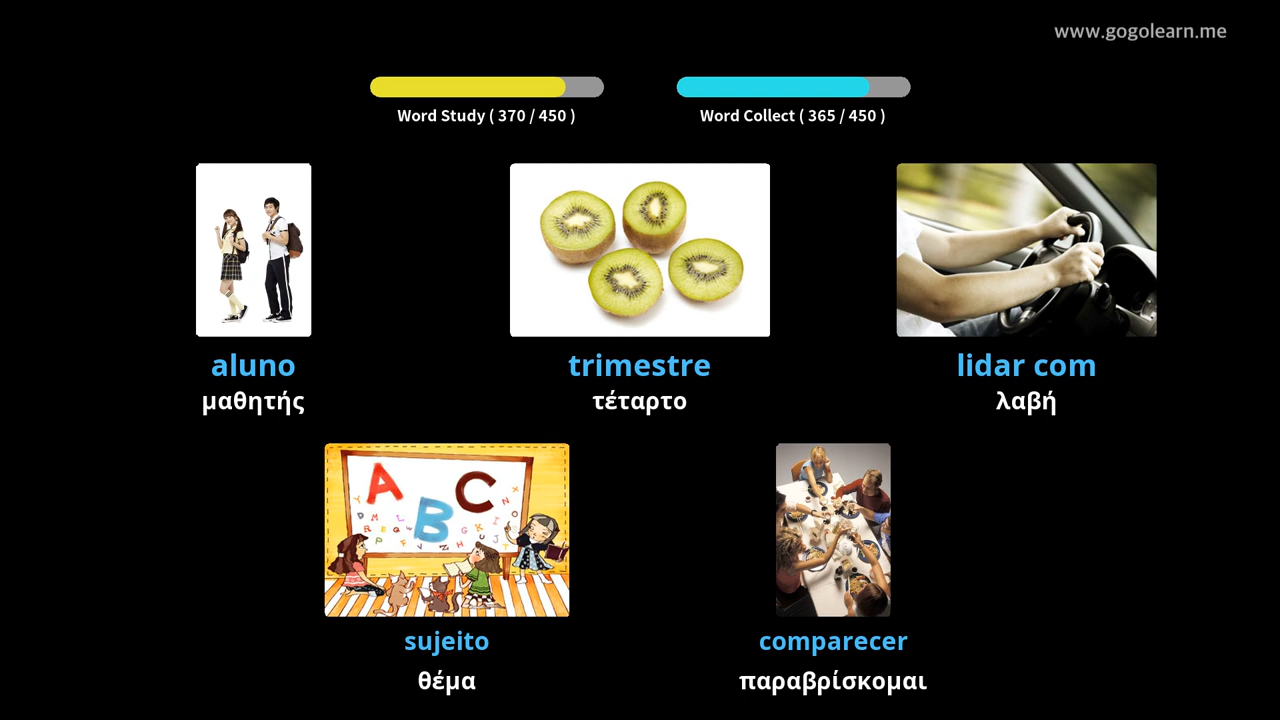 www.gogolearn.me
Word Study ( 370 / 450 )
Word Collect ( 365 / 450 )
aluno
μαθητής
trimestre
τέταρτο
lidar com
λαβή
A B C
sujeito
θέμα
comparecer
παραβρίσκομαι